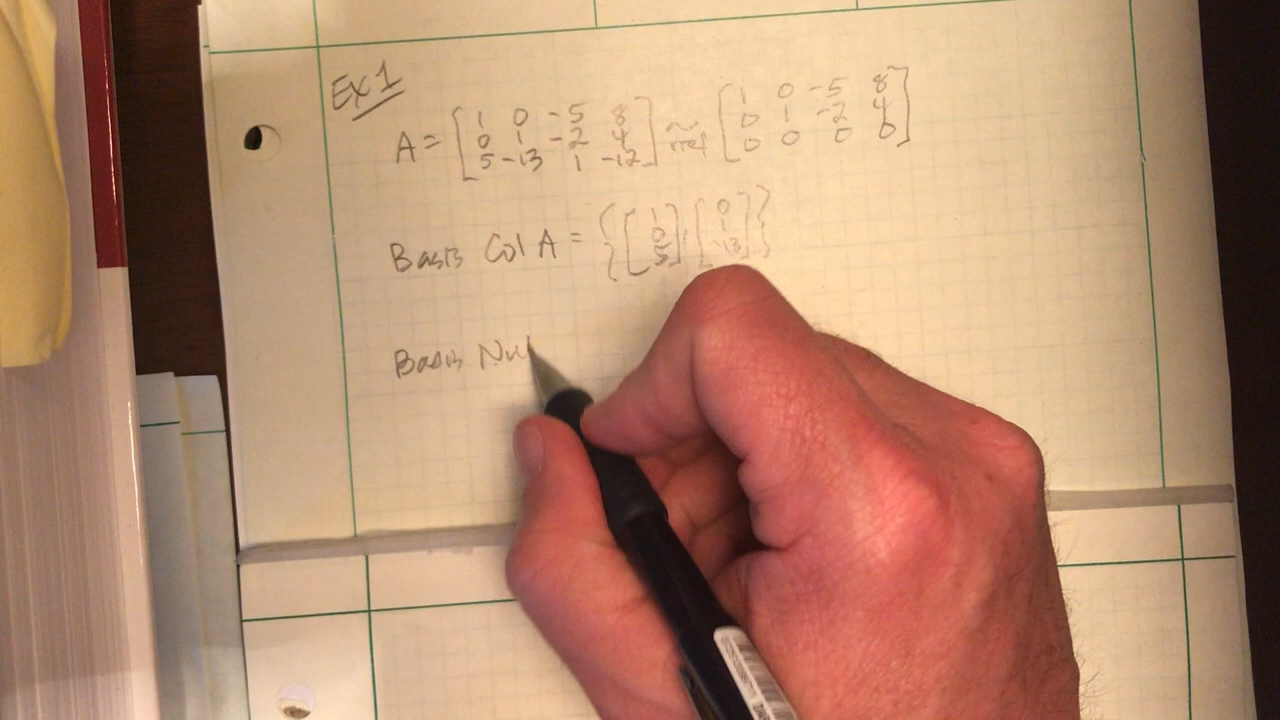 Ex 1
A = [1 0 -5 8; 0 1 -2 4; 5 -13 1 -12] ~ rref [1 0 -5 8; 0 1 -2 4; 0 0 0 0]
Basis Col A = { [1 0 5], [0 1 -13] }
Basis Nul